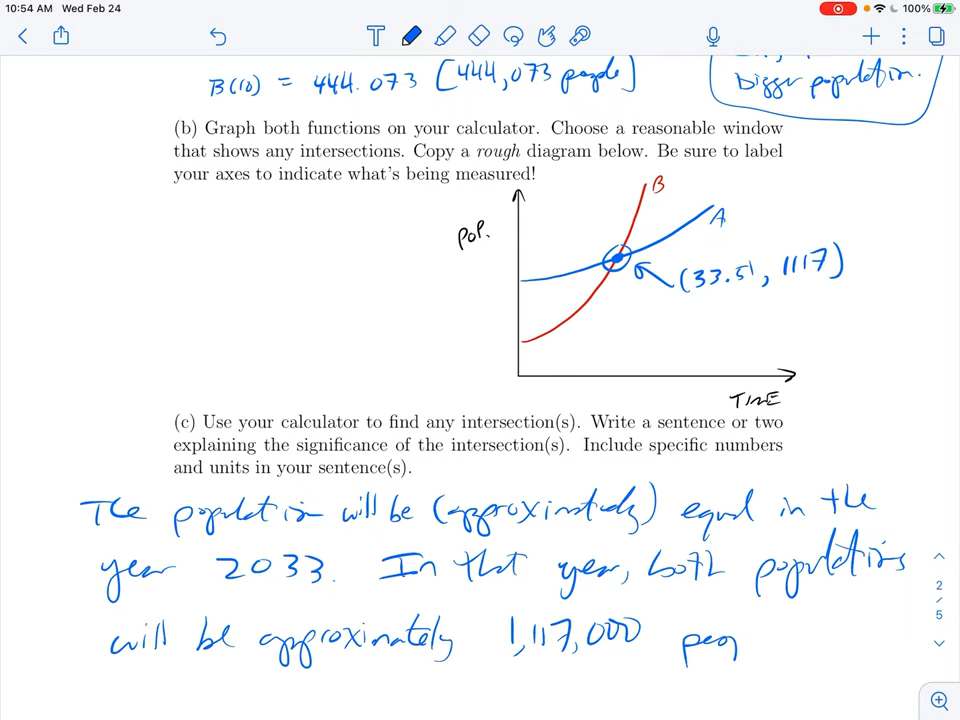 10:54 AM Wed Feb 24
100%
B(10) = 444.073 [444,073 people]
Bigger population.
(b) Graph both functions on your calculator. Choose a reasonable window
that shows any intersections. Copy a rough diagram below. Be sure to label
your axes to indicate what's being measured!
B
A
POP.
(33.51, 1117)
TIME
(c) Use your calculator to find any intersection(s). Write a sentence or two
explaining the significance of the intersection(s). Include specific numbers
and units in your sentence(s).
The population will be (approximately) equal in the
year 2033. In that year, both populations
will be approximately 1,117,000 peop
2
/
5